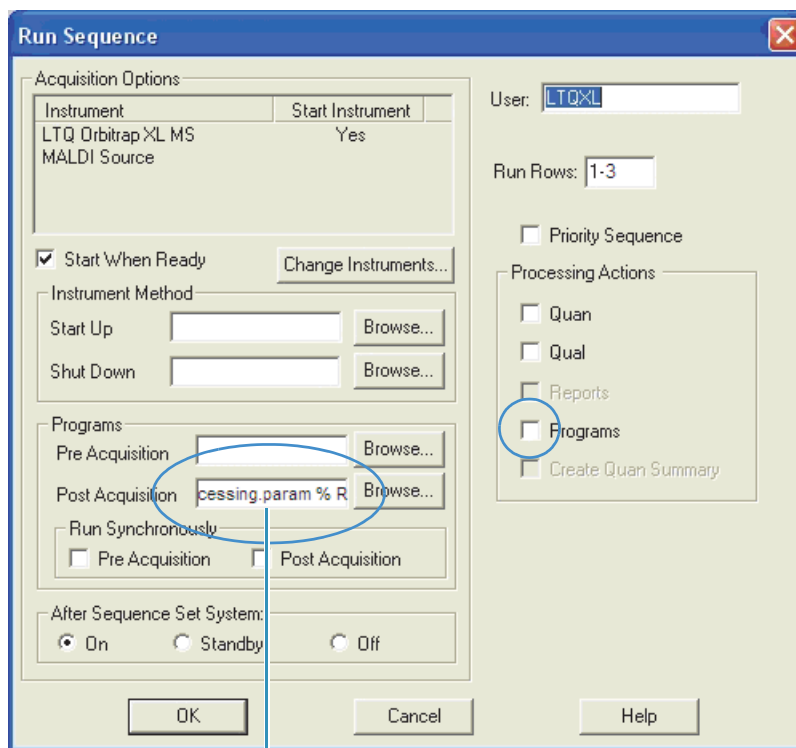 Run Sequence
Acquisition Options
Instrument Start Instrument
LTQ Orbitrap XL MS Yes
MALDI Source
Start When Ready Change Instruments...
Instrument Method
Start Up Browse...
Shut Down Browse...
Programs
Pre Acquisition Browse...
Post Acquisition cessing.param % R Browse...
Run Synchronously
Pre Acquisition Post Acquisition
After Sequence Set System:
On Standby Off
User: LTQXL
Run Rows: 1-3
Priority Sequence
Processing Actions
Quan
Qual
Reports
Programs
Create Quan Summary
OK Cancel Help